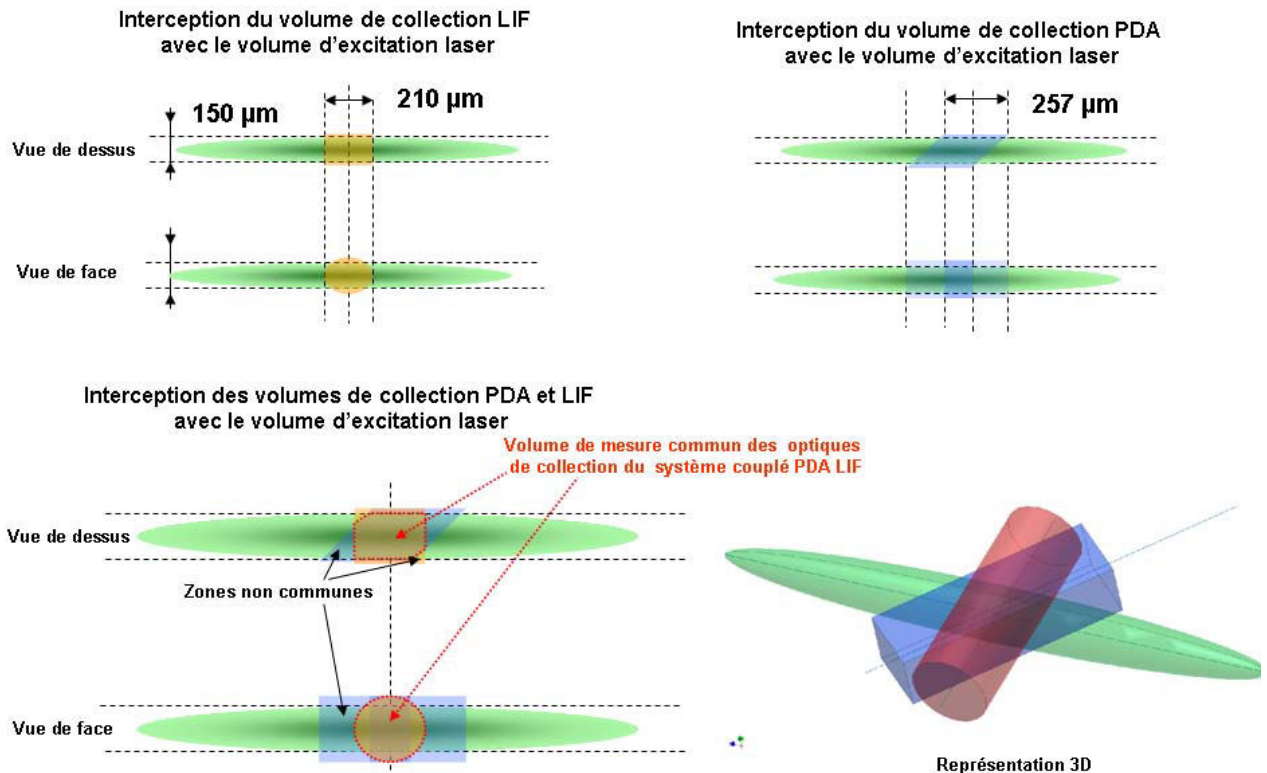 Interception du volume de collection LIF
avec le volume d'excitation laser
150 µm
210 µm
Vue de dessus
Vue de face
Interception du volume de collection PDA
avec le volume d'excitation laser
257 µm
Interception des volumes de collection PDA et LIF
avec le volume d'excitation laser
Volume de mesure commun des optiques
de collection du système couplé PDA LIF
Vue de dessus
Zones non communes
Vue de face
Représentation 3D